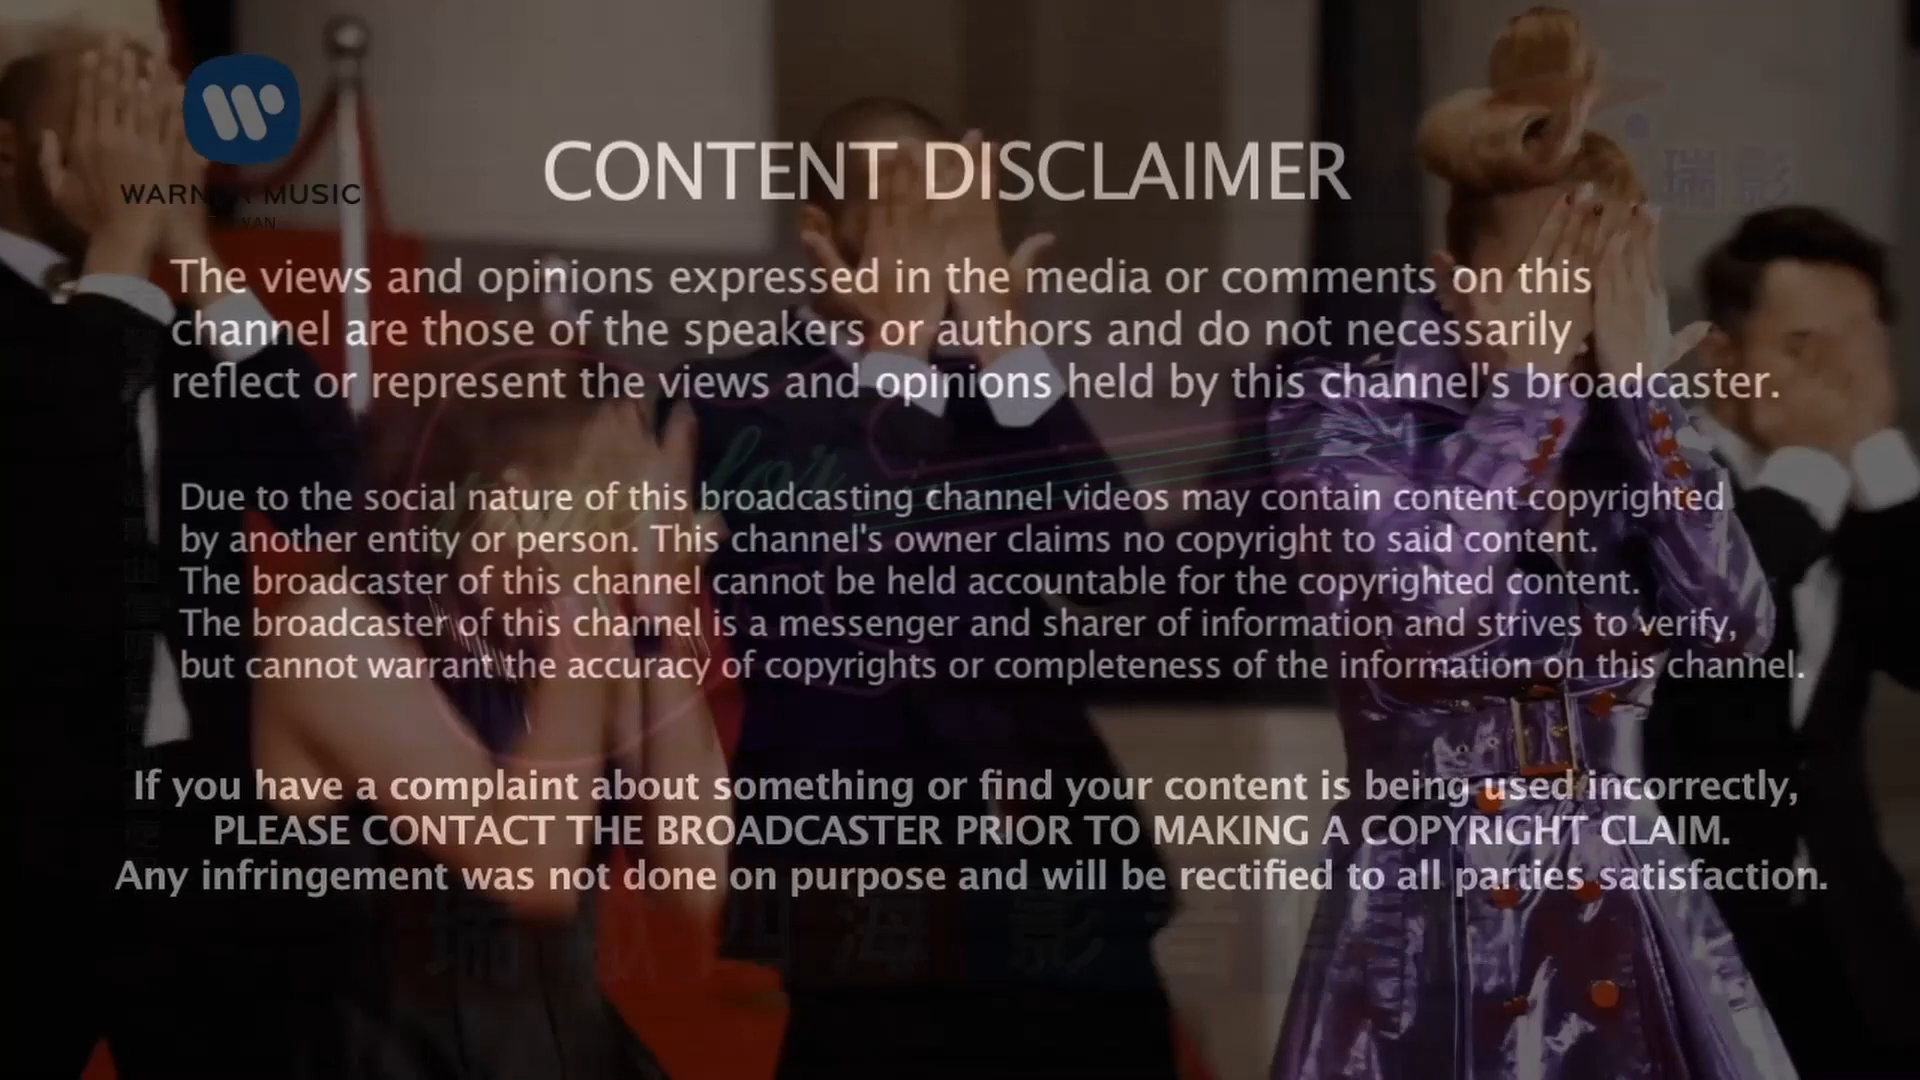 WARNER MUSIC
CONTENT DISCLAIMER
瑞影
The views and opinions expressed in the media or comments on this
channel are those of the speakers or authors and do not necessarily
reflect or represent the views and opinions held by this channel's broadcaster.
for
Due to the social nature of this broadcasting channel videos may contain content copyrighted
by another entity or person. This channel's owner claims no copyright to said content.
The broadcaster of this channel cannot be held accountable for the copyrighted content.
The broadcaster of this channel is a messenger and sharer of information and strives to verify,
but cannot warrant the accuracy of copyrights or completeness of the information on this channel.
If you have a complaint about something or find your content is being used incorrectly,
PLEASE CONTACT THE BROADCASTER PRIOR TO MAKING A COPYRIGHT CLAIM.
Any infringement was not done on purpose and will be rectified to all parties satisfaction.